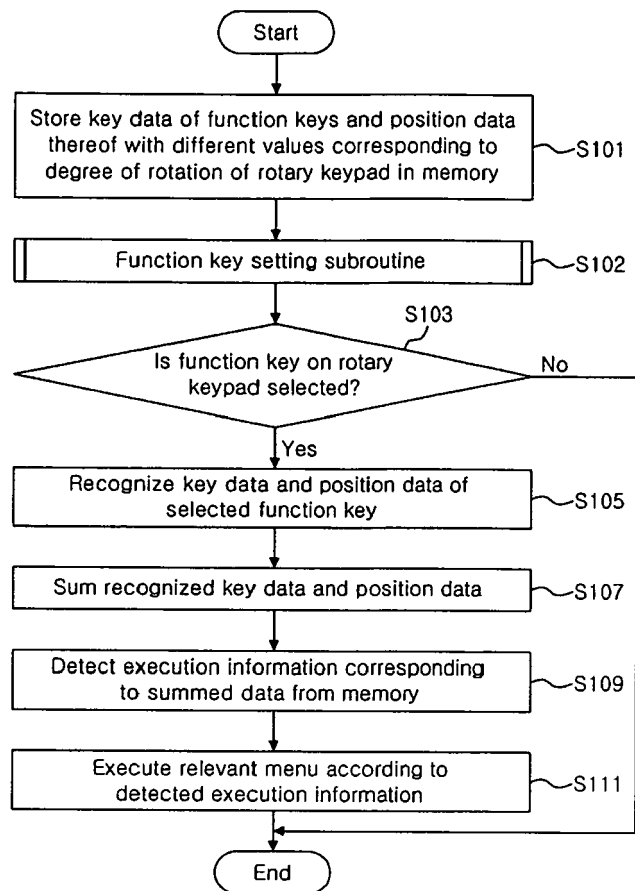 Start
Store key data of function keys and position data
thereof with different values corresponding to
degree of rotation of rotary keypad in memory
S101
Function key setting subroutine
S102
S103
Is function key on rotary
keypad selected?
No
Yes
Recognize key data and position data of
selected function key
S105
Sum recognized key data and position data
S107
Detect execution information corresponding
to summed data from memory
S109
Execute relevant menu according to
detected execution information
S111
End